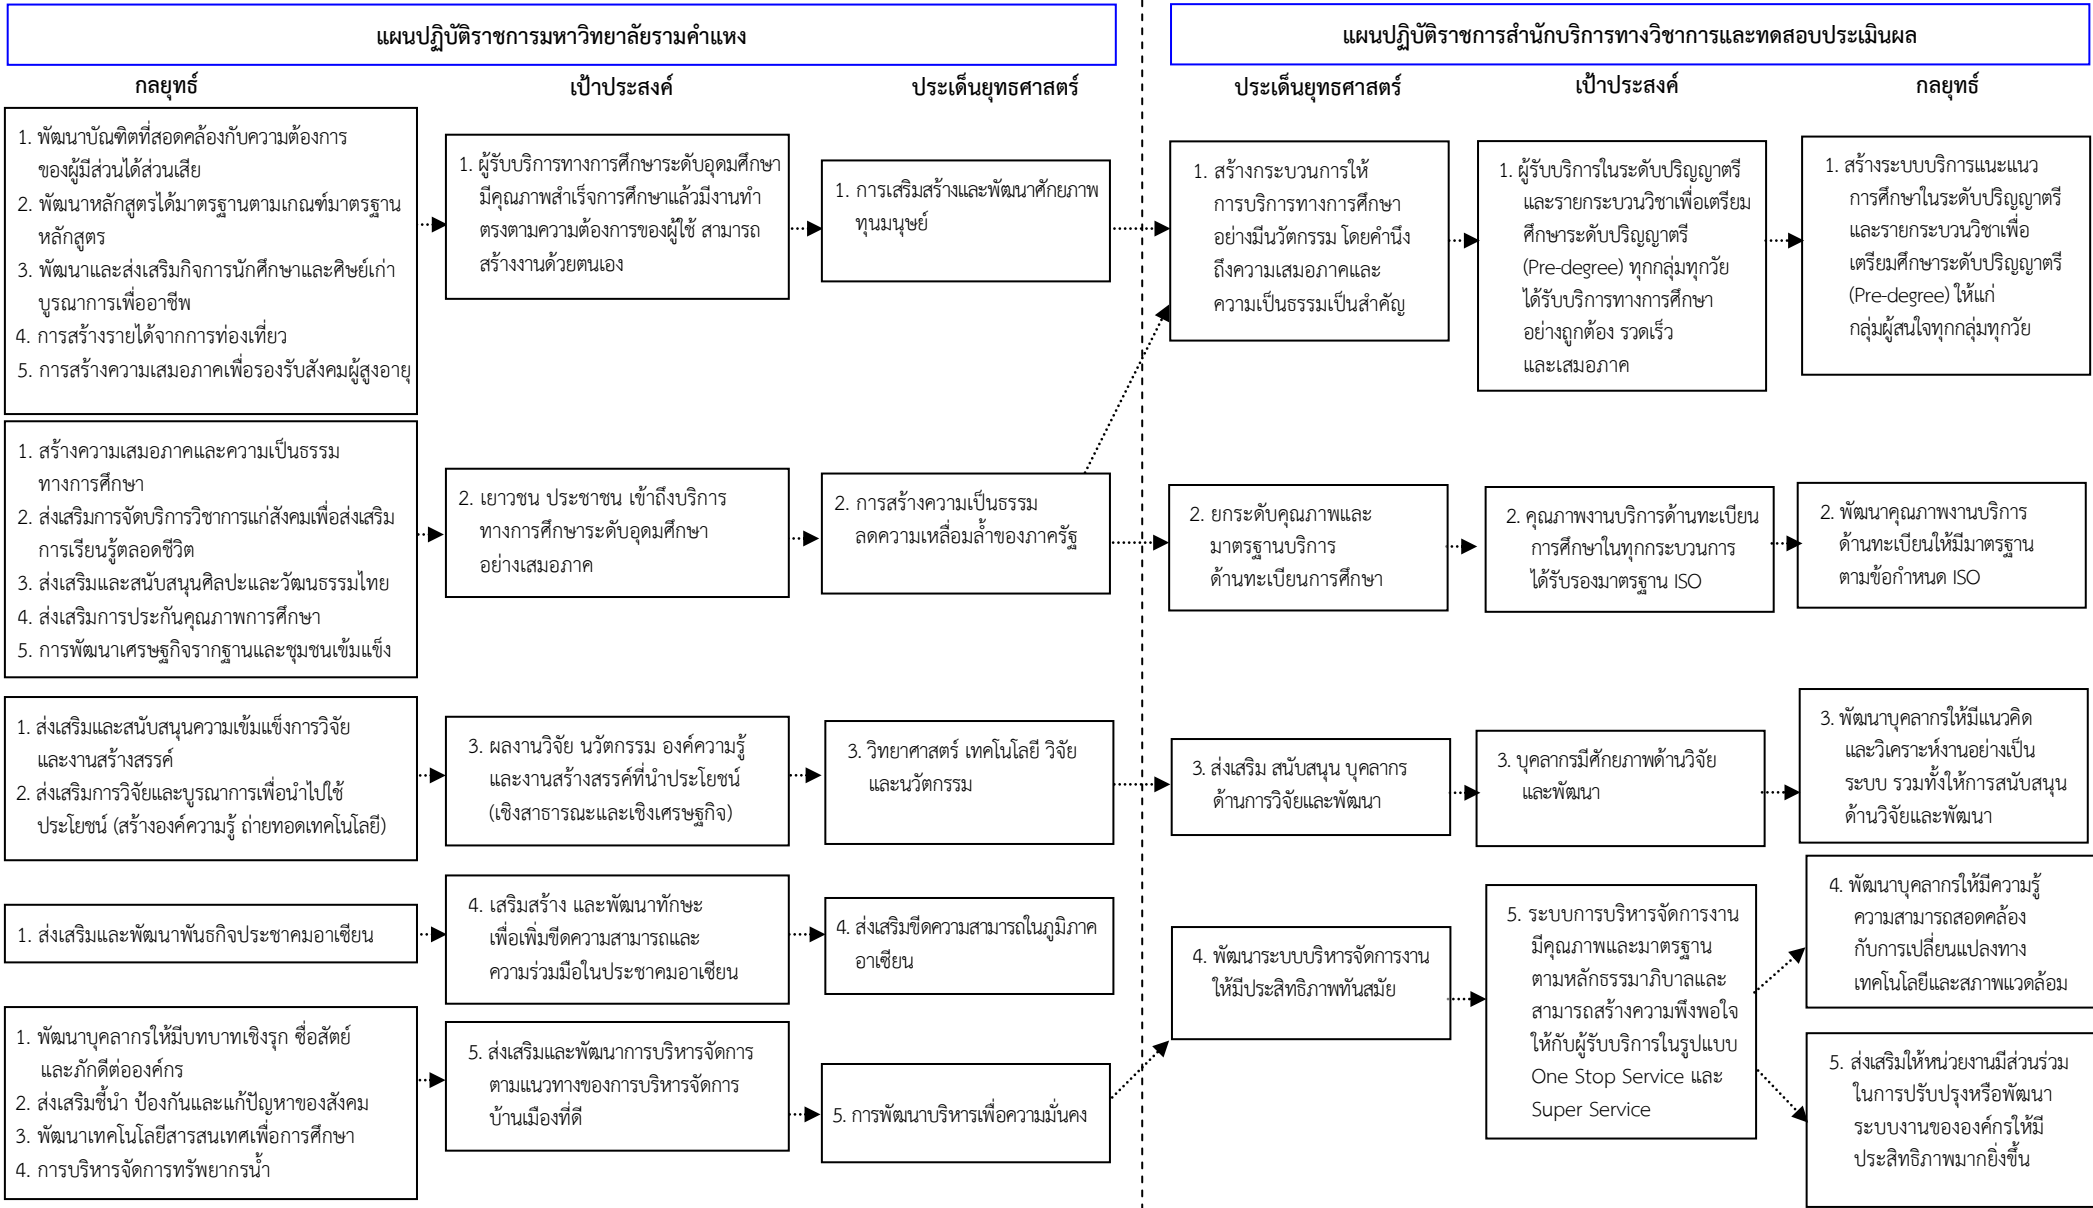 แผนปฏิบัติราชการมหาวิทยาลัยรามคำแหง
แผนปฏิบัติราชการสำนักบริการทางวิชาการและทดสอบประเมินผล
กลยุทธ์
เป้าประสงค์
ประเด็นยุทธศาสตร์
ประเด็นยุทธศาสตร์
เป้าประสงค์
กลยุทธ์
1. พัฒนาบัณฑิตที่สอดคล้องกับความต้องการ
ของผู้มีส่วนได้ส่วนเสีย
2. พัฒนาหลักสูตรได้มาตรฐานตามเกณฑ์มาตรฐาน
หลักสูตร
3. พัฒนาและส่งเสริมกิจการนักศึกษาและศิษย์เก่า
บูรณาการเพื่ออาชีพ
4. การสร้างรายได้จากการท่องเที่ยว
5. การสร้างความเสมอภาคเพื่อรองรับสังคมผู้สูงอายุ
1. ผู้รับบริการทางการศึกษาระดับอุดมศึกษา
มีคุณภาพสำเร็จการศึกษาแล้วมีงานทำ
ตรงตามความต้องการของผู้ใช้ สามารถ
สร้างงานด้วยตนเอง
1. การเสริมสร้างและพัฒนาศักยภาพ
ทุนมนุษย์
1. สร้างกระบวนการให้
การบริการทางการศึกษา
อย่างมีนวัตกรรม โดยคำนึง
ถึงความเสมอภาคและ
ความเป็นธรรมเป็นสำคัญ
1. ผู้รับบริการในระดับปริญญาตรี
และรายกระบวนวิชาเพื่อเตรียม
ศึกษาระดับปริญญาตรี
(Pre-degree) ทุกกลุ่มทุกวัย
ได้รับบริการทางการศึกษา
อย่างถูกต้อง รวดเร็ว
และเสมอภาค
1. สร้างระบบบริการแนะแนว
การศึกษาในระดับปริญญาตรี
และรายกระบวนวิชาเพื่อ
เตรียมศึกษาระดับปริญญาตรี
(Pre-degree) ให้แก่
กลุ่มผู้สนใจทุกกลุ่มทุกวัย
1. สร้างความเสมอภาคและความเป็นธรรม
ทางการศึกษา
2. ส่งเสริมการจัดบริการวิชาการแก่สังคมเพื่อส่งเสริม
การเรียนรู้ตลอดชีวิต
3. ส่งเสริมและสนับสนุนศิลปะและวัฒนธรรมไทย
4. ส่งเสริมการประกันคุณภาพการศึกษา
5. การพัฒนาเศรษฐกิจรากฐานและชุมชนเข้มแข็ง
2. เยาวชน ประชาชน เข้าถึงบริการ
ทางการศึกษาระดับอุดมศึกษา
อย่างเสมอภาค
2. การสร้างความเป็นธรรม
ลดความเหลื่อมล้ำของภาครัฐ
2. ยกระดับคุณภาพและ
มาตรฐานบริการ
ด้านทะเบียนการศึกษา
2. คุณภาพงานบริการด้านทะเบียน
การศึกษาในทุกกระบวนการ
ได้รับรองมาตรฐาน ISO
2. พัฒนาคุณภาพงานบริการ
ด้านทะเบียนให้มีมาตรฐาน
ตามข้อกำหนด ISO
1. ส่งเสริมและสนับสนุนความเข้มแข็งการวิจัย
และงานสร้างสรรค์
2. ส่งเสริมการวิจัยและบูรณาการเพื่อนำไปใช้
ประโยชน์ (สร้างองค์ความรู้ ถ่ายทอดเทคโนโลยี)
3. ผลงานวิจัย นวัตกรรม องค์ความรู้
และงานสร้างสรรค์ที่นำประโยชน์
(เชิงสาธารณะและเชิงเศรษฐกิจ)
3. วิทยาศาสตร์ เทคโนโลยี วิจัย
และนวัตกรรม
3. ส่งเสริม สนับสนุน บุคลากร
ด้านการวิจัยและพัฒนา
3. บุคลากรมีศักยภาพด้านวิจัย
และพัฒนา
3. พัฒนาบุคลากรให้มีแนวคิด
และวิเคราะห์งานอย่างเป็น
ระบบ รวมทั้งให้การสนับสนุน
ด้านวิจัยและพัฒนา
1. ส่งเสริมและพัฒนาพันธกิจประชาคมอาเซียน
4. เสริมสร้าง และพัฒนาทักษะ
เพื่อเพิ่มขีดความสามารถและ
ความร่วมมือในประชาคมอาเซียน
4. ส่งเสริมขีดความสามารถในภูมิภาค
อาเซียน
4. พัฒนาระบบบริหารจัดการงาน
ให้มีประสิทธิภาพทันสมัย
5. ระบบการบริหารจัดการงาน
มีคุณภาพและมาตรฐาน
ตามหลักธรรมาภิบาลและ
สามารถสร้างความพึงพอใจ
ให้กับผู้รับบริการในรูปแบบ
One Stop Service และ
Super Service
4. พัฒนาบุคลากรให้มีความรู้
ความสามารถสอดคล้อง
กับการเปลี่ยนแปลงทาง
เทคโนโลยีและสภาพแวดล้อม
1. พัฒนาบุคลากรให้มีบทบาทเชิงรุก ซื่อสัตย์
และภักดีต่อองค์กร
2. ส่งเสริมชี้นำ ป้องกันและแก้ปัญหาของสังคม
3. พัฒนาเทคโนโลยีสารสนเทศเพื่อการศึกษา
4. การบริหารจัดการทรัพยากรน้ำ
5. ส่งเสริมและพัฒนาการบริหารจัดการ
ตามแนวทางของการบริหารจัดการ
บ้านเมืองที่ดี
5. การพัฒนาบริหารเพื่อความมั่นคง
5. ส่งเสริมให้หน่วยงานมีส่วนร่วม
ในการปรับปรุงหรือพัฒนา
ระบบงานขององค์กรให้มี
ประสิทธิภาพมากยิ่งขึ้น